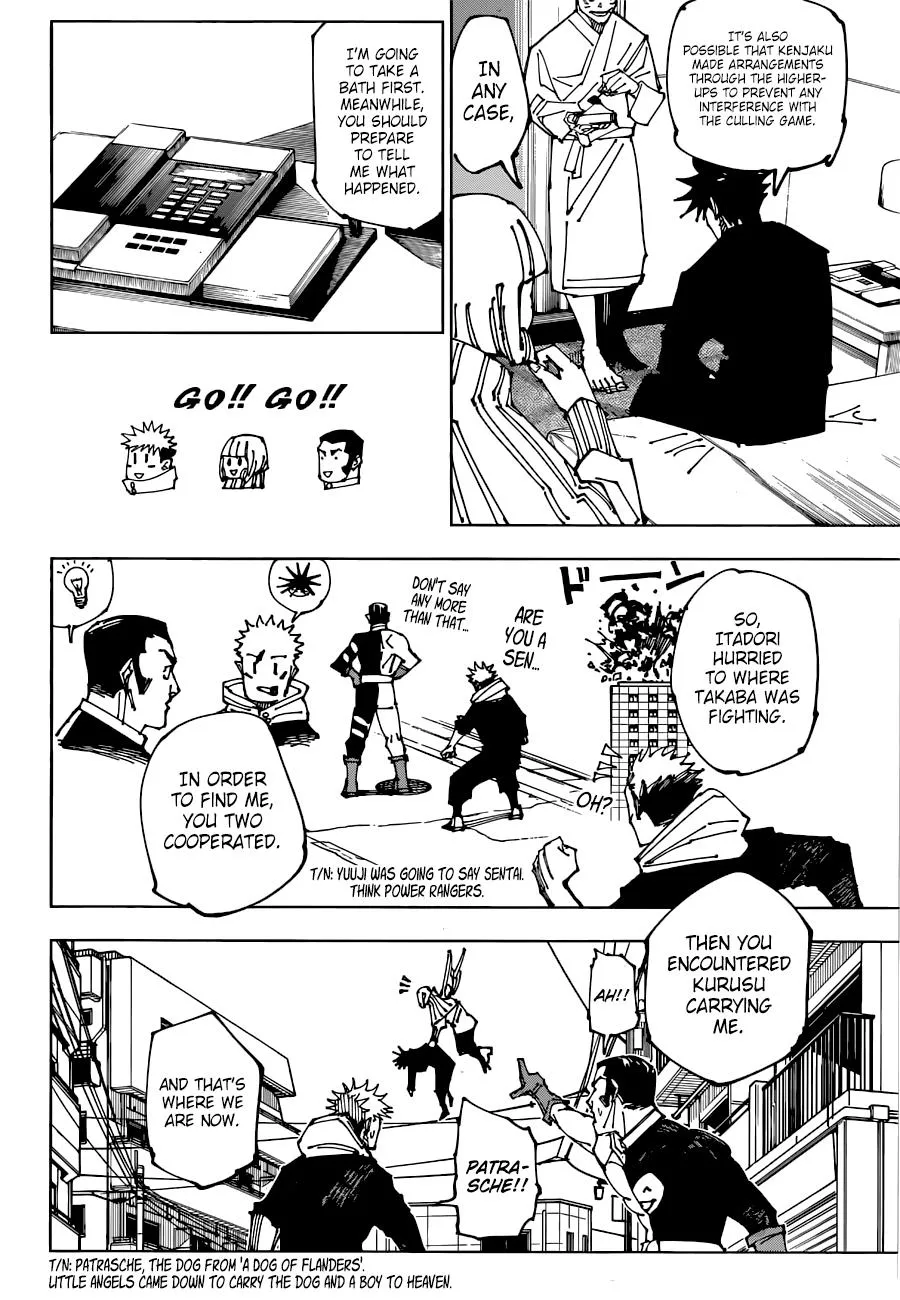 IT'S ALSO
POSSIBLE THAT KENJAKU
MADE ARRANGEMENTS
THROUGH THE HIGHER-
UPS TO PREVENT ANY
INTERFERENCE WITH
THE CULLING GAME.
IN
ANY
CASE,
I'M GOING
TO TAKE A
BATH FIRST.
MEANWHILE,
YOU SHOULD
PREPARE
TO TELL
ME WHAT
HAPPENED.
GO!! GO!!
SO,
ITADORI
HURRIED
TO WHERE
TAKABA WAS
FIGHTING.
ドーン
OH?
ARE
YOU A
SEN...
DON'T SAY
ANY MORE
THAN THAT...
IN ORDER
TO FIND ME,
YOU TWO
COOPERATED.
T/N: YUUJI WAS GOING TO SAY SENTAI.
THINK POWER RANGERS.
THEN YOU
ENCOUNTERED
KURUSU
CARRYING
ME.
AH!!
PATRA-
SCHE!!
AND THAT'S
WHERE WE
ARE NOW.
T/N: PATRASCHE, THE DOG FROM 'A DOG OF FLANDERS'.
LITTLE ANGELS CAME DOWN TO CARRY THE DOG AND A BOY TO HEAVEN.